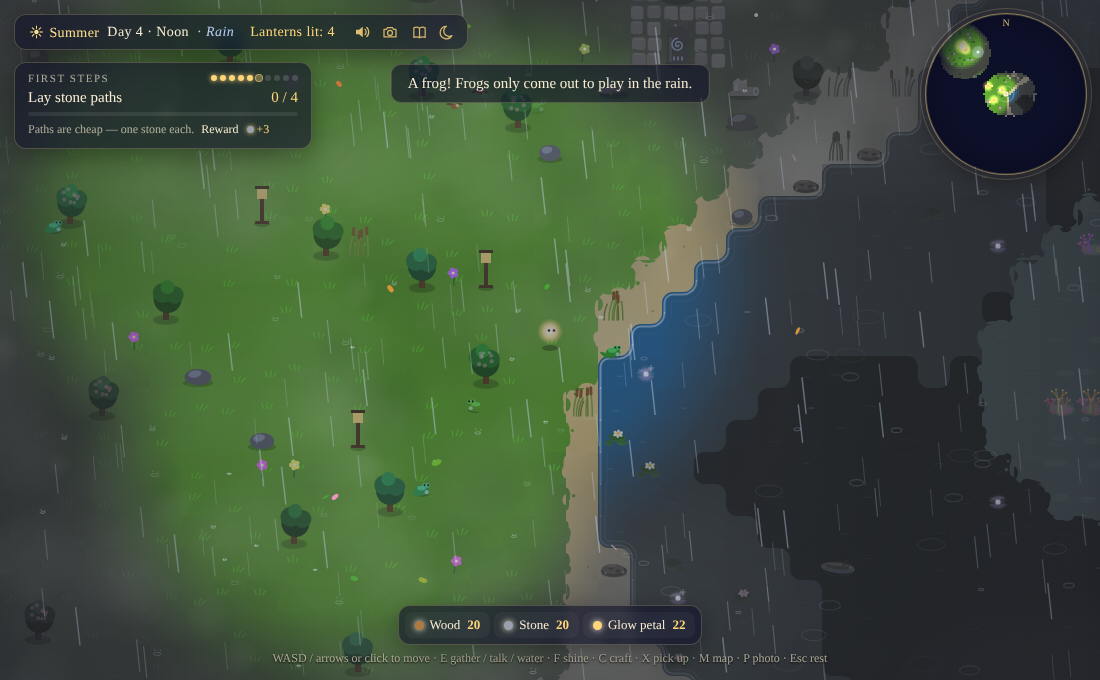 Summer Day 4 · Noon · Rain Lanterns lit: 4
N
FIRST STEPS
Lay stone paths 0 / 4
Paths are cheap — one stone each. Reward +3
A frog! Frogs only come out to play in the rain.
Wood 20 Stone 20 Glow petal 22
WASD / arrows or click to move · E gather / talk / water · F shine · C craft · X pick up · M map · P photo · Esc rest